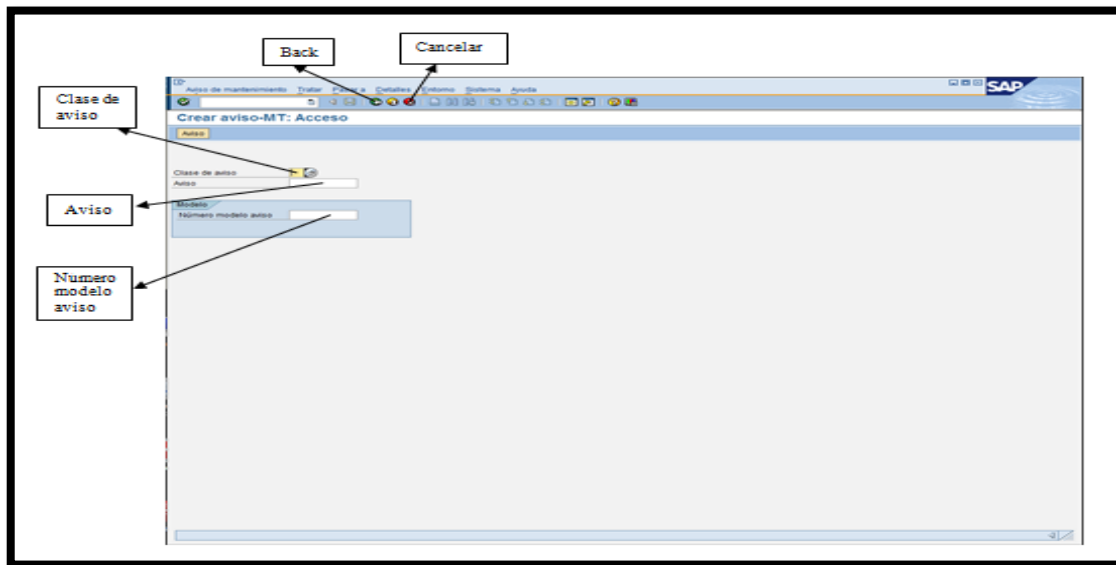 Back
Cancelar
Clase de
aviso
Aviso
Numero
modelo
aviso
Aviso de mantenimiento Tratar Pasar a Detalles Entorno Sistema Ayuda
SAP
Crear aviso-MT: Acceso
Aviso
Clase de aviso
Aviso
Modelo
Número modelo aviso